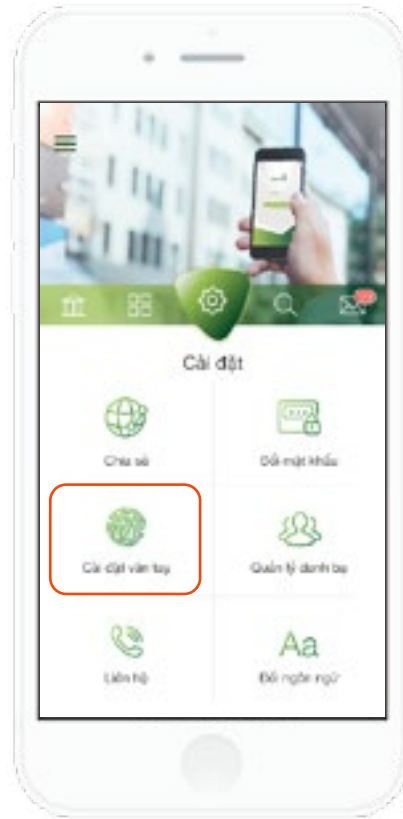 Cài đặt
Chia sẻ
Đổi mật khẩu
Cài đặt vân tay
Quản lý danh bạ
Liên hệ
Aa
Đổi ngôn ngữ